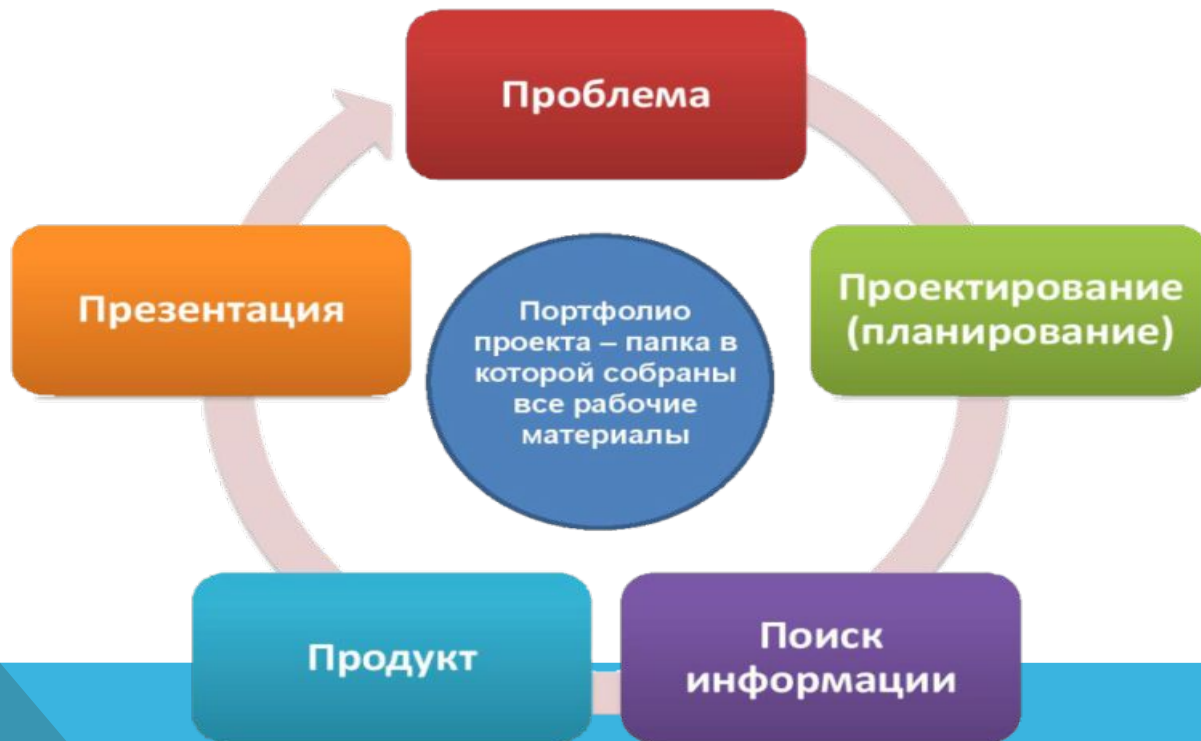 Проблема
Проектирование
(планирование)
Поиск
информации
Продукт
Презентация
Портфолио
проекта – папка в
которой собраны
все рабочие
материалы